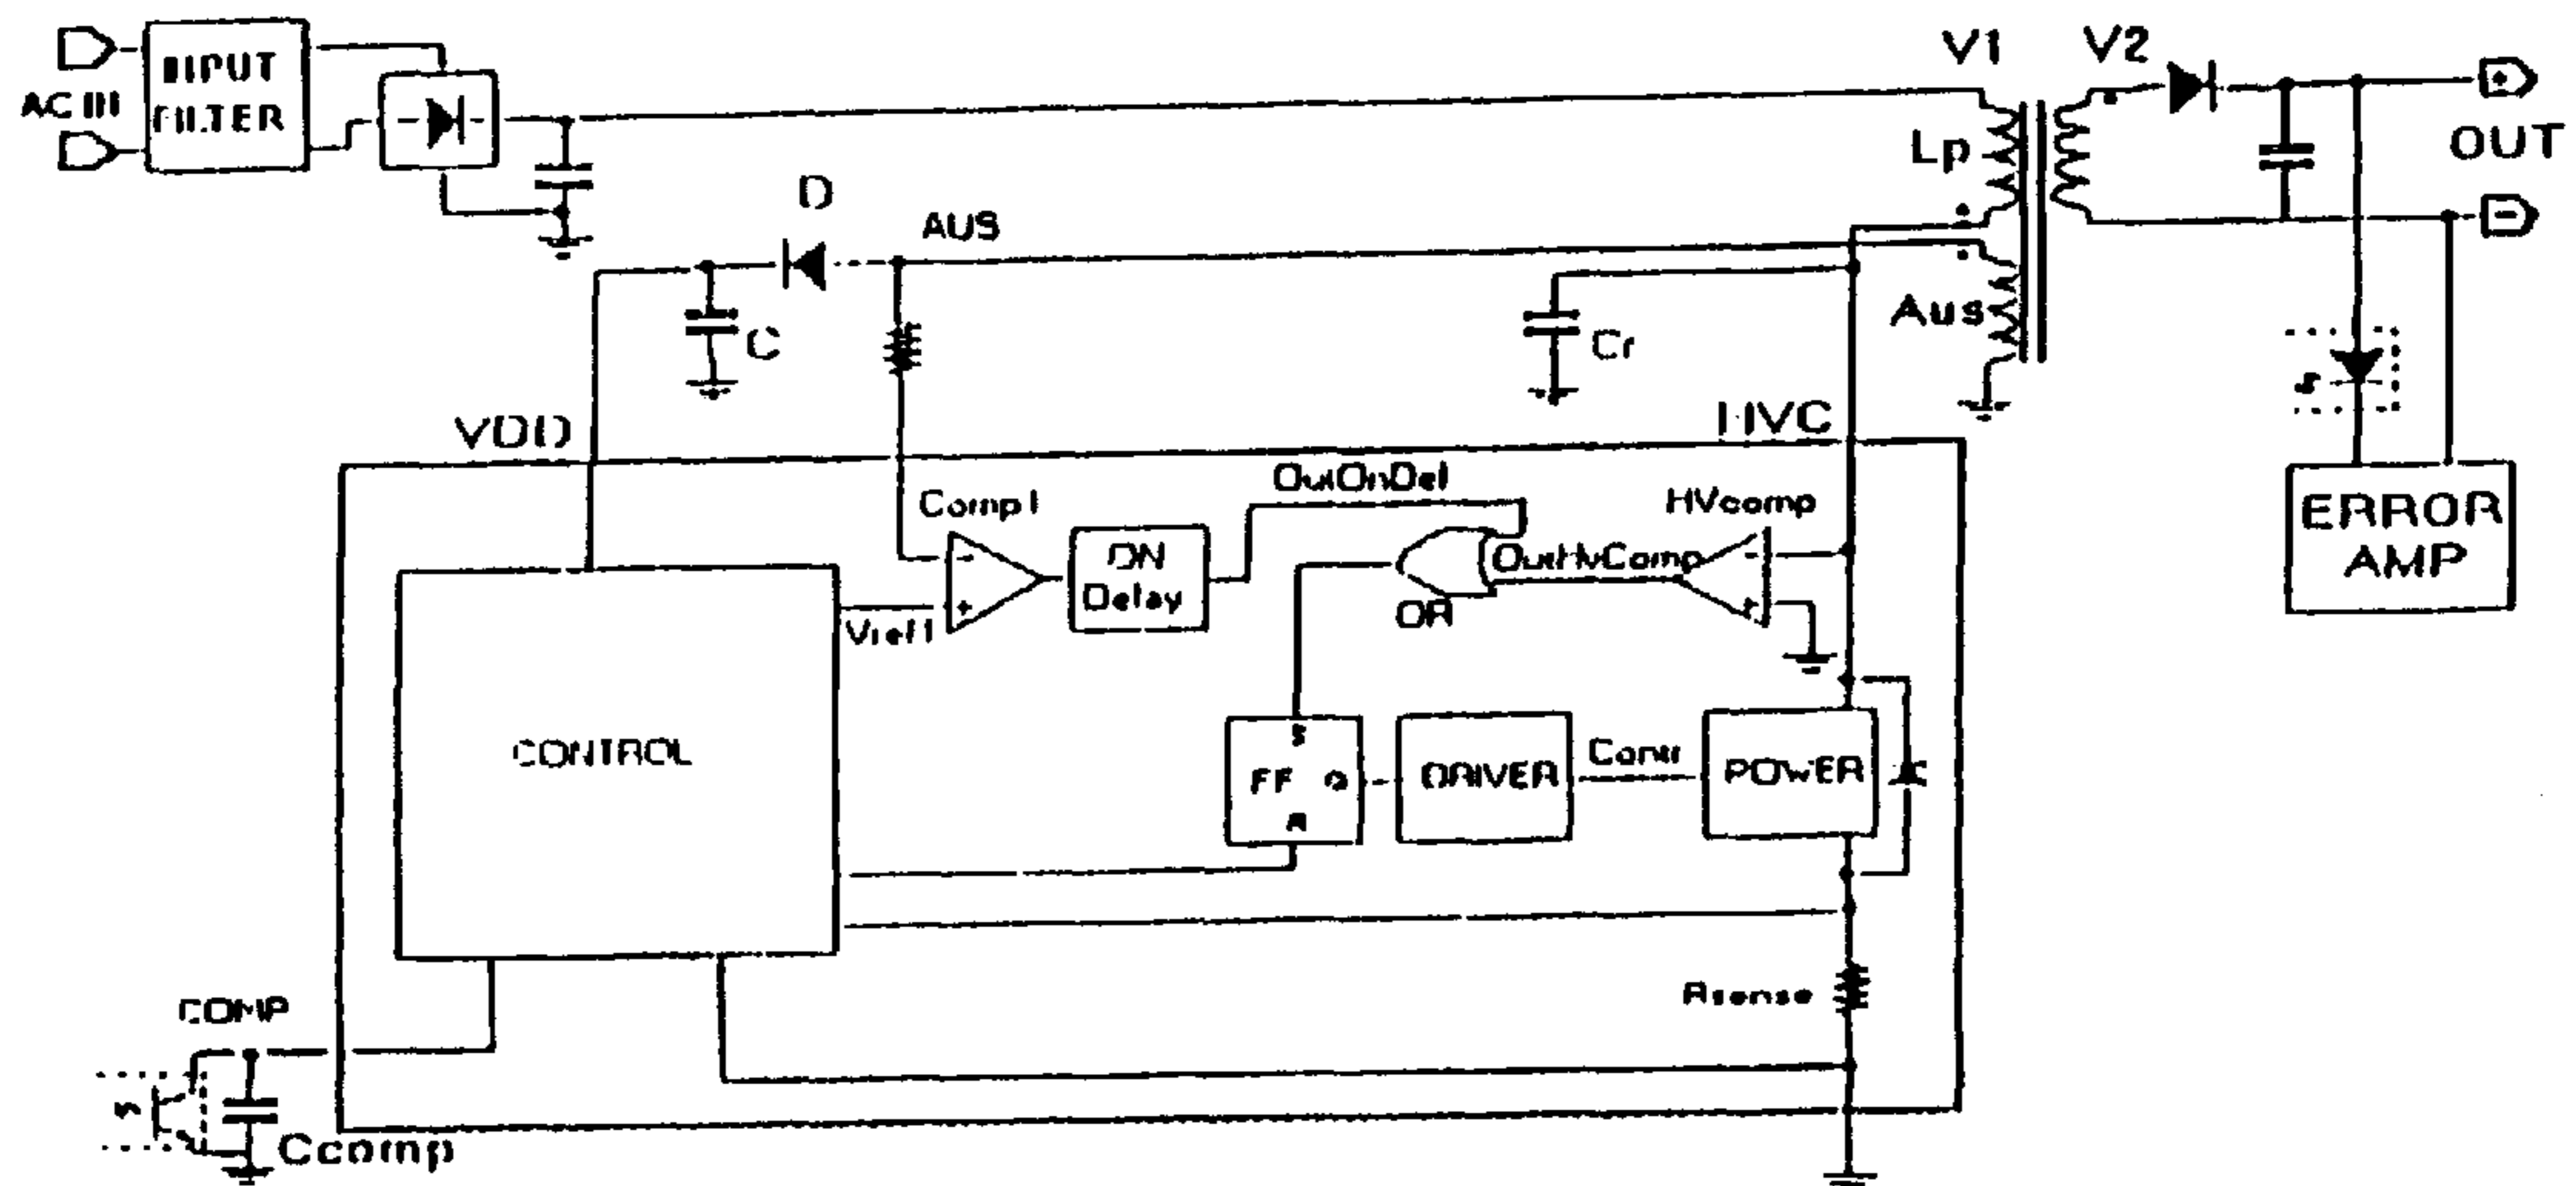 V1
V2
INPUT
FILTER
AC IN
+
OUT
Lp
-
D
AUS
Aus
C
Cr
VDD
HVC
OutOnDel
Comp1
HVcomp
ERROR
AMP
-
ON
Delay
OutHvComp
-
+
Vref1
OR
+
S
CONTROL
FF
Q
DRIVER
Contr
POWER
R
Rsense
COMP
Ccomp